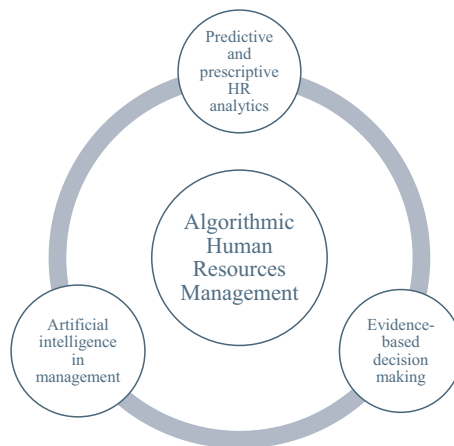 Predictive
and
prescriptive
HR
analytics
Algorithmic
Human
Resources
Management
Artificial
intelligence
in
management
Evidence-
based
decision
making